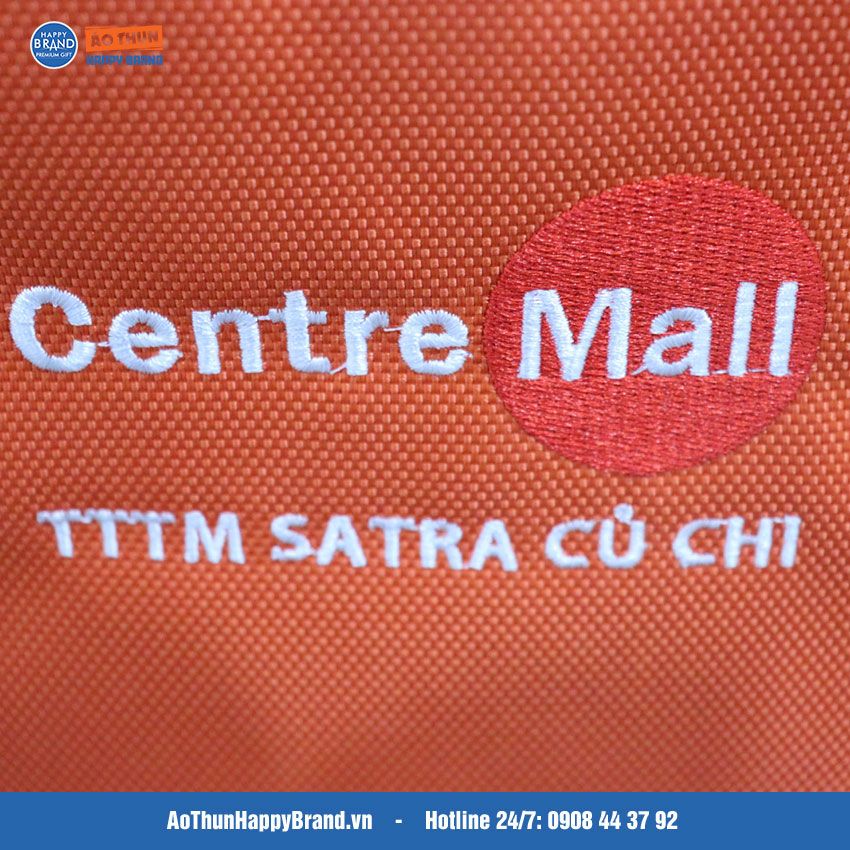 HAPPY
BRAND
PREMIUM GIFT
AO THUN
HAPPY BRAND
Centre Mall
TTTM SATRA CỦ CHI
AoThunHappyBrand.vn - Hotline 24/7: 0908 44 37 92